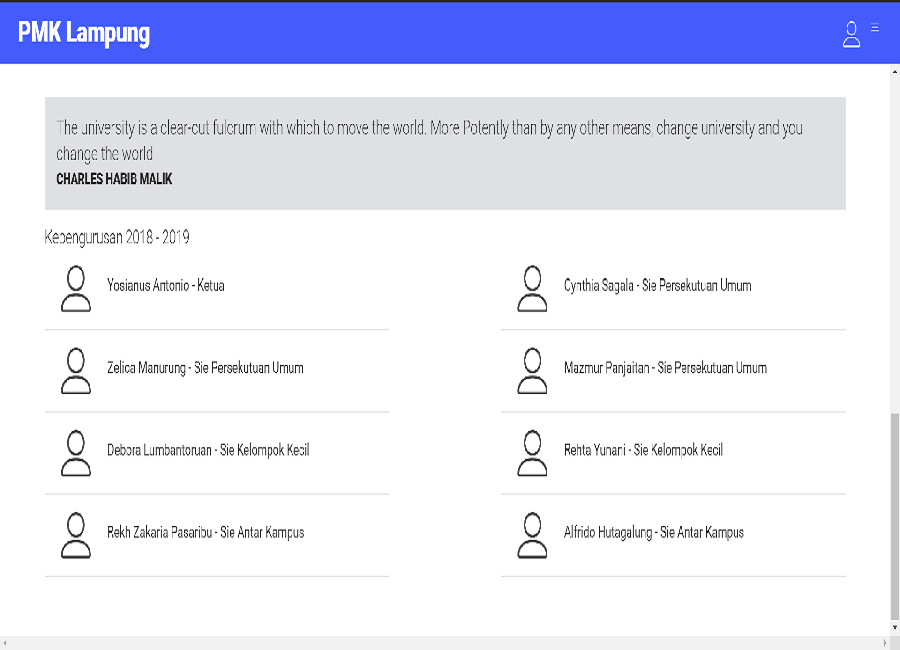 PMK Lampung
The university is a clear-cut fulcrum with which to move the world. More Potently than by any other means, change university and you
change the world
CHARLES HABIB MALIK
Kepengurusan 2018 - 2019
Yosianus Antonio - Ketua
Cynthia Sagala - Sie Persekutuan Umum
Zelica Manurung - Sie Persekutuan Umum
Mazmur Panjaitan - Sie Persekutuan Umum
Debora Lumbantoruan - Sie Kelompok Kecil
Rehta Yunani - Sie Kelompok Kecil
Rekh Zakaria Pasaribu - Sie Antar Kampus
Alfrido Hutagalung - Sie Antar Kampus